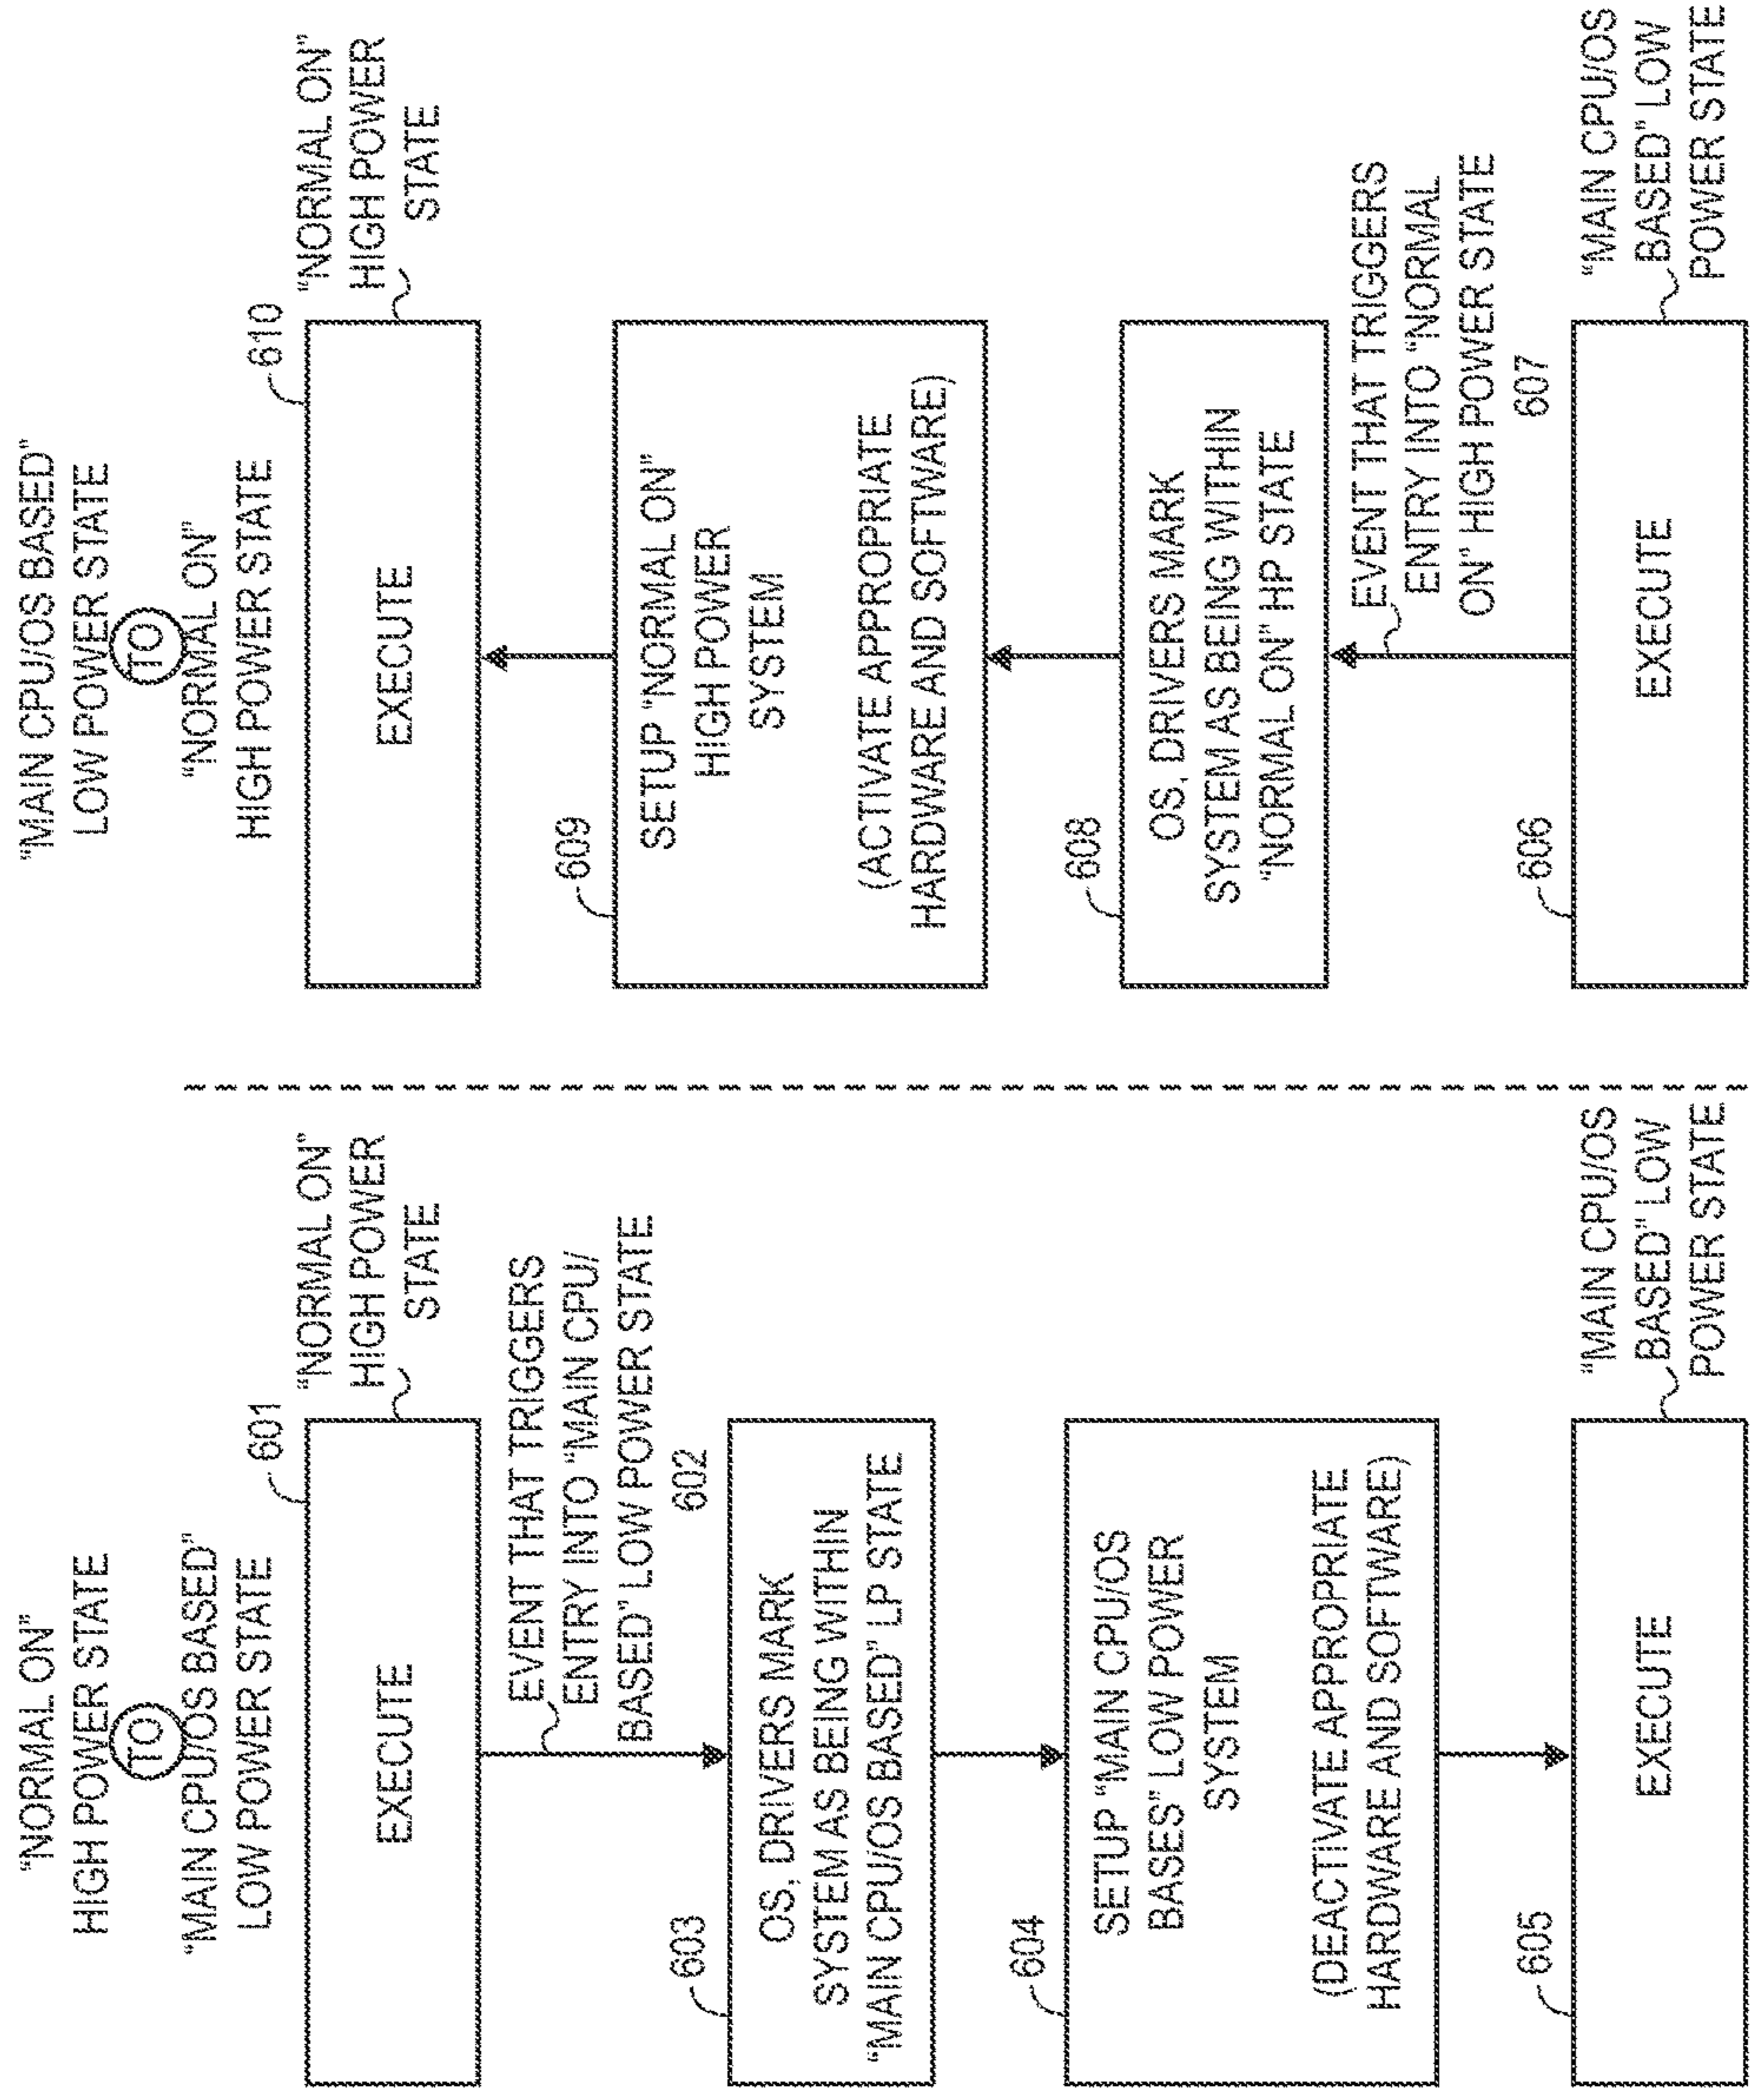 "NORMAL ON"
HIGH POWER STATE
TO
"MAIN CPU/OS BASED"
LOW POWER STATE
601
"NORMAL ON"
HIGH POWER
STATE
EXECUTE
EVENT THAT TRIGGERS
ENTRY INTO "MAIN CPU/
BASED" LOW POWER STATE
602
603
OS, DRIVERS MARK
SYSTEM AS BEING WITHIN
"MAIN CPU/OS BASED" LP STATE
604
SETUP "MAIN CPU/OS
BASES" LOW POWER
SYSTEM
(DEACTIVATE APPROPRIATE
HARDWARE AND SOFTWARE)
605
EXECUTE
"MAIN CPU/OS
BASED" LOW
POWER STATE
"MAIN CPU/OS BASED"
LOW POWER STATE
TO
"NORMAL ON"
HIGH POWER STATE
610
"NORMAL ON"
HIGH POWER
STATE
EXECUTE
609
SETUP "NORMAL ON"
HIGH POWER
SYSTEM
(ACTIVATE APPROPRIATE
HARDWARE AND SOFTWARE)
608
OS, DRIVERS MARK
SYSTEM AS BEING WITHIN
"NORMAL ON" HP STATE
EVENT THAT TRIGGERS
ENTRY INTO "NORMAL
ON" HIGH POWER STATE
607
606
EXECUTE
"MAIN CPU/OS
BASED" LOW
POWER STATE